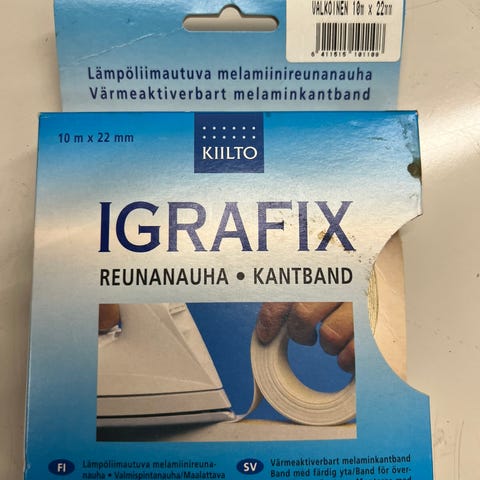 VALKOINEN 10m x 22mm
6 411515 101109
Lämpöliimautuva melamiinireunanauha
Värmeaktiverbart melaminkantband
10 m x 22 mm
KIILTO
IGRAFIX
REUNANAUHA • KANTBAND
FI Lämpöliimautuva melamiinireuna-
nauha • Valmispintanauha/Maalattava
SV Värmeaktiverbart melaminkantband
Band med färdig yta/Band för över-